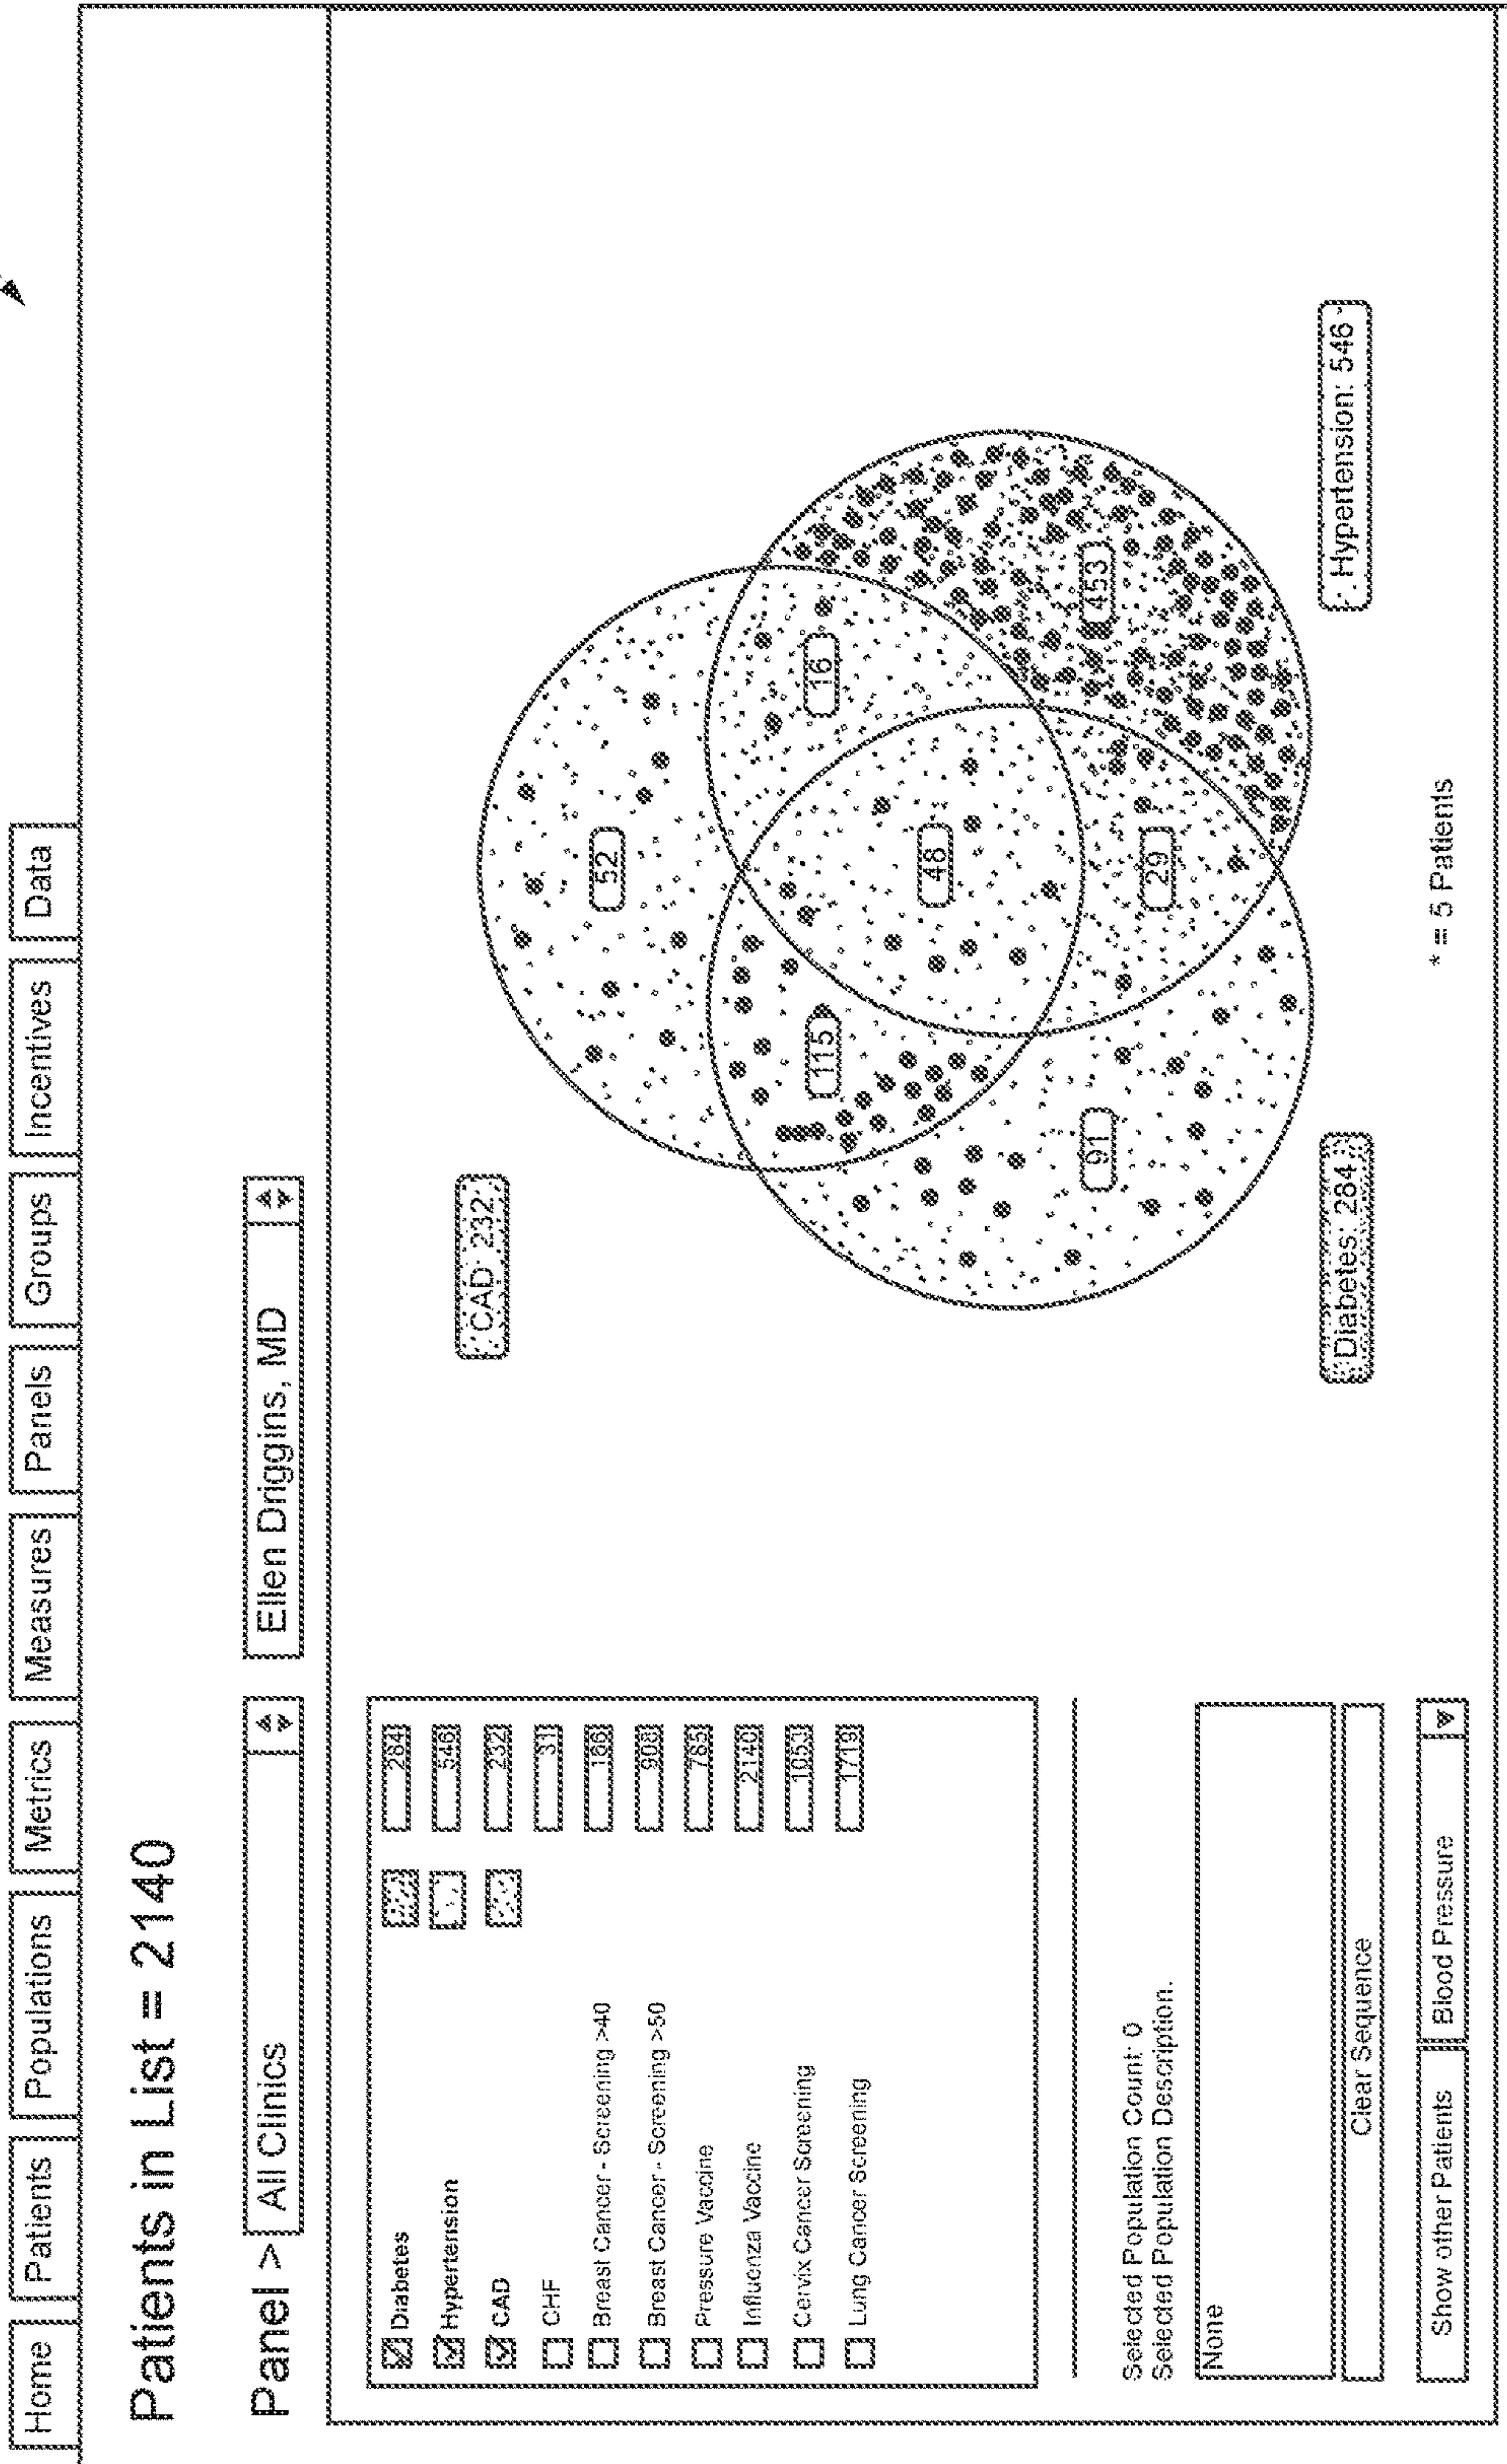 Home Patients Populations Metrics Measures Panels Groups Incentives Data
Patients in List = 2140
Panel > All Clinics Ellen Driggins, MD
Diabetes 284
Hypertension 546
CAD 232
CHF 31
Breast Cancer - Screening >40 166
Breast Cancer - Screening >50 908
Pressure Vaccine 785
Influenza Vaccine 2140
Cervix Cancer Screening 1053
Lung Cancer Screening 1719
Selected Population Count: 0
Selected Population Description.
None
Clear Sequence
Show other Patients Blood Pressure
CAD: 232
52
115
16
48
91
29
453
Diabetes: 284
Hypertension: 546
* = 5 Patients